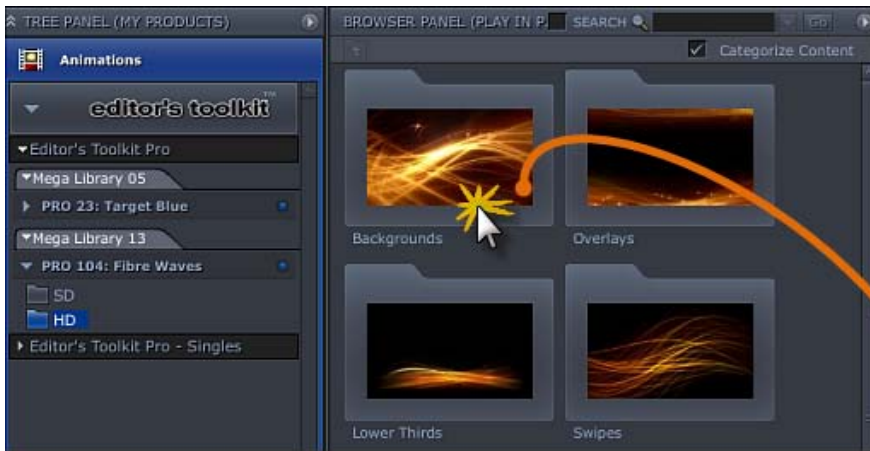 TREE PANEL (MY PRODUCTS)
Animations
editor's toolkit™
Editor's Toolkit Pro
Mega Library 05
PRO 23: Target Blue
Mega Library 13
PRO 104: Fibre Waves
SD
HD
Editor's Toolkit Pro - Singles
BROWSER PANEL (PLAY IN P. SEARCH Go
Categorize Content
Backgrounds
Overlays
Lower Thirds
Swipes